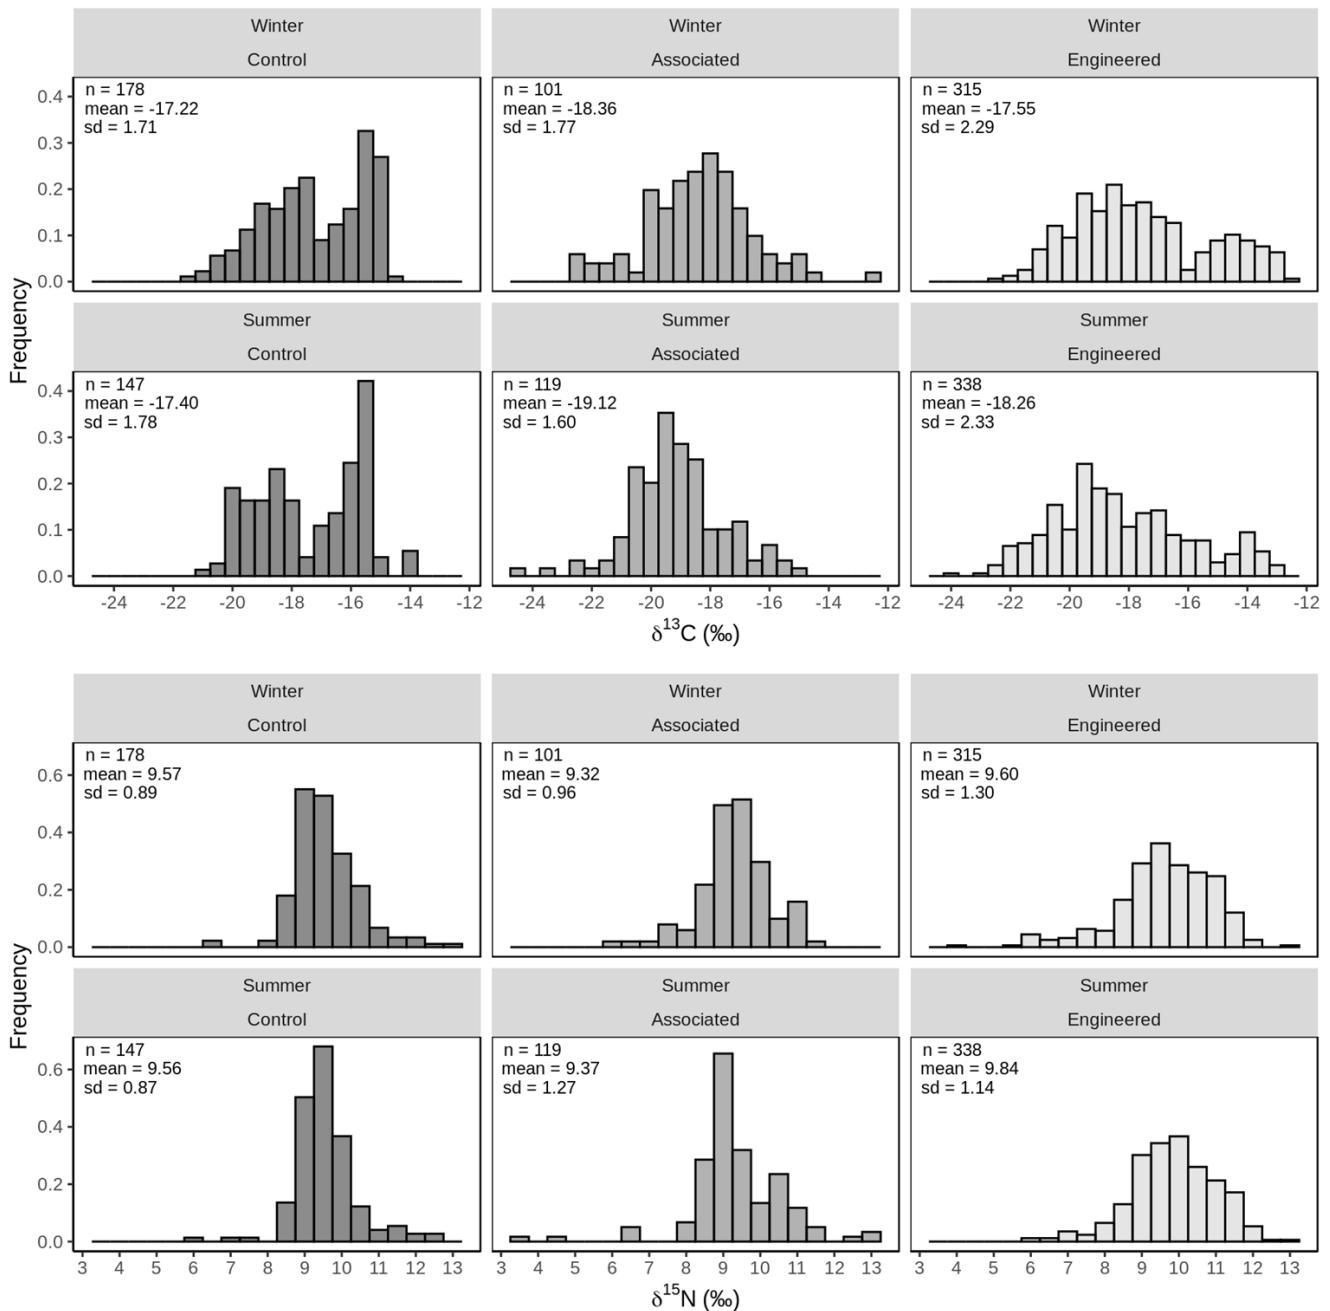 Winter Winter Winter
Control Associated Engineered
n = 178 n = 101 n = 315
mean = -17.22 mean = -18.36 mean = -17.55
sd = 1.71 sd = 1.77 sd = 2.29
0.4
0.3
0.2
0.1
0.0
Frequency
Summer Summer Summer
Control Associated Engineered
n = 147 n = 119 n = 338
mean = -17.40 mean = -19.12 mean = -18.26
sd = 1.78 sd = 1.60 sd = 2.33
0.4
0.3
0.2
0.1
0.0
-24 -22 -20 -18 -16 -14 -12 -24 -22 -20 -18 -16 -14 -12 -24 -22 -20 -18 -16 -14 -12
δ¹³C (‰)
Winter Winter Winter
Control Associated Engineered
n = 178 n = 101 n = 315
mean = 9.57 mean = 9.32 mean = 9.60
sd = 0.89 sd = 0.96 sd = 1.30
0.6
0.4
0.2
0.0
Frequency
Summer Summer Summer
Control Associated Engineered
n = 147 n = 119 n = 338
mean = 9.56 mean = 9.37 mean = 9.84
sd = 0.87 sd = 1.27 sd = 1.14
0.6
0.4
0.2
0.0
3 4 5 6 7 8 9 10 11 12 13 3 4 5 6 7 8 9 10 11 12 13 3 4 5 6 7 8 9 10 11 12 13
δ¹⁵N (‰)